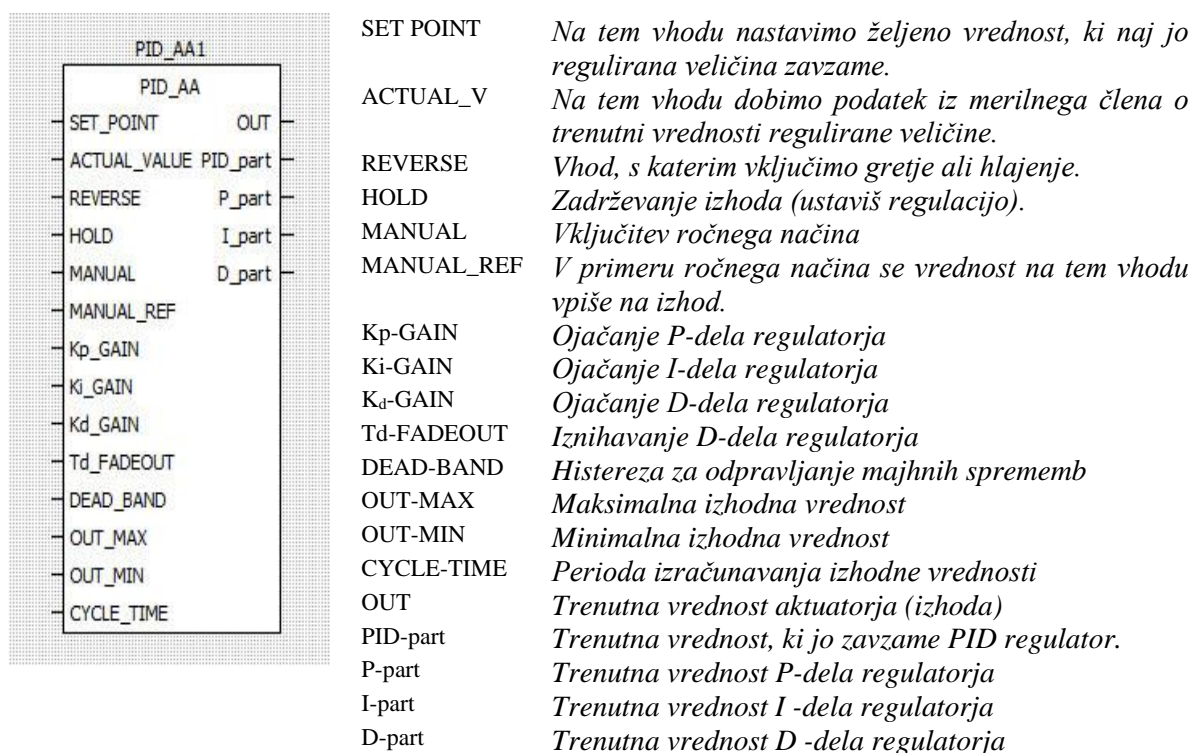 PID_AA1
PID_AA
SET_POINT OUT
ACTUAL_VALUE PID_part
REVERSE P_part
HOLD I_part
MANUAL D_part
MANUAL_REF
Kp_GAIN
Ki_GAIN
Kd_GAIN
Td_FADEOUT
DEAD_BAND
OUT_MAX
OUT_MIN
CYCLE_TIME
SET POINT Na tem vhodu nastavimo željeno vrednost, ki naj jo
regulirana veličina zavzame.
ACTUAL_V Na tem vhodu dobimo podatek iz merilnega člena o
trenutni vrednosti regulirane veličine.
REVERSE Vhod, s katerim vključimo gretje ali hlajenje.
HOLD Zadrževanje izhoda (ustaviš regulacijo).
MANUAL Vključitev ročnega načina
MANUAL_REF V primeru ročnega načina se vrednost na tem vhodu
vpiše na izhod.
Kp-GAIN Ojačanje P-dela regulatorja
Ki-GAIN Ojačanje I-dela regulatorja
Kd-GAIN Ojačanje D-dela regulatorja
Td-FADEOUT Iznihavanje D-dela regulatorja
DEAD-BAND Histereza za odpravljanje majhnih sprememb
OUT-MAX Maksimalna izhodna vrednost
OUT-MIN Minimalna izhodna vrednost
CYCLE-TIME Perioda izračunavanja izhodne vrednosti
OUT Trenutna vrednost aktuatorja (izhoda)
PID-part Trenutna vrednost, ki jo zavzame PID regulator.
P-part Trenutna vrednost P-dela regulatorja
I-part Trenutna vrednost I -dela regulatorja
D-part Trenutna vrednost D -dela regulatorja